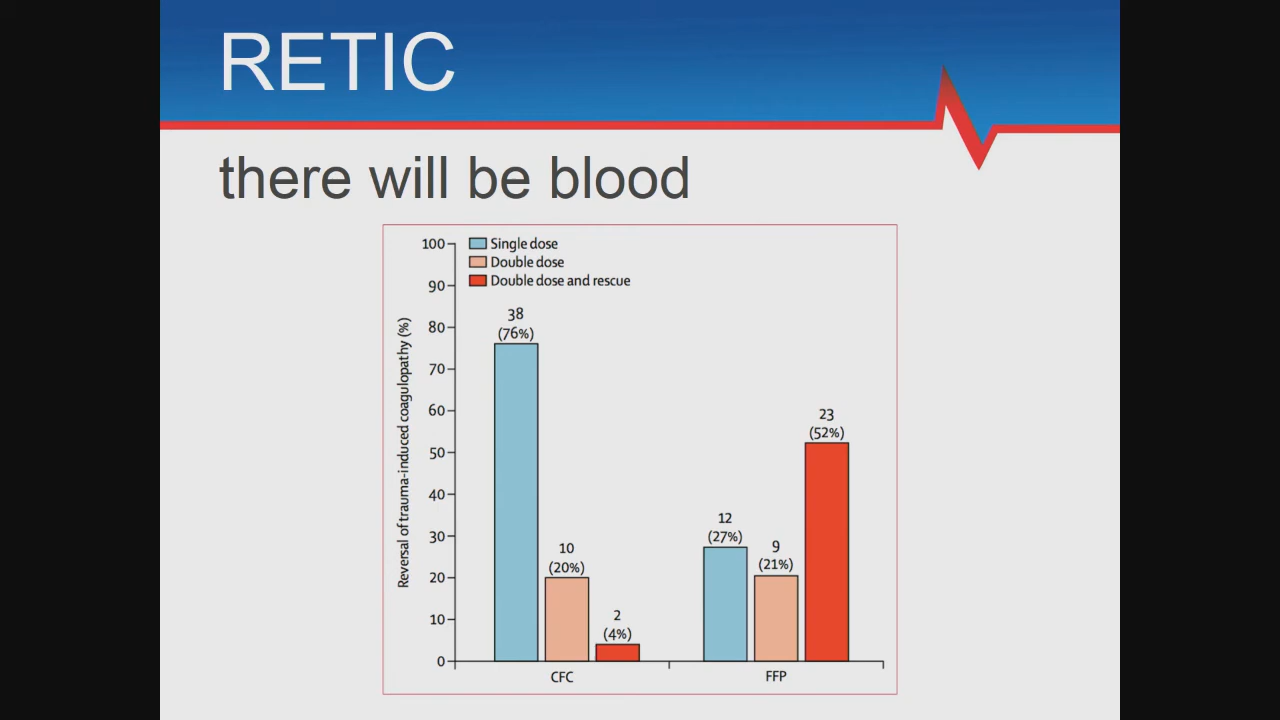 RETIC
there will be blood
Single dose
Double dose
Double dose and rescue
Reversal of trauma-induced coagulopathy (%)
100
90
80
70
60
50
40
30
20
10
0
38
(76%)
10
(20%)
2
(4%)
12
(27%)
9
(21%)
23
(52%)
CFC
FFP